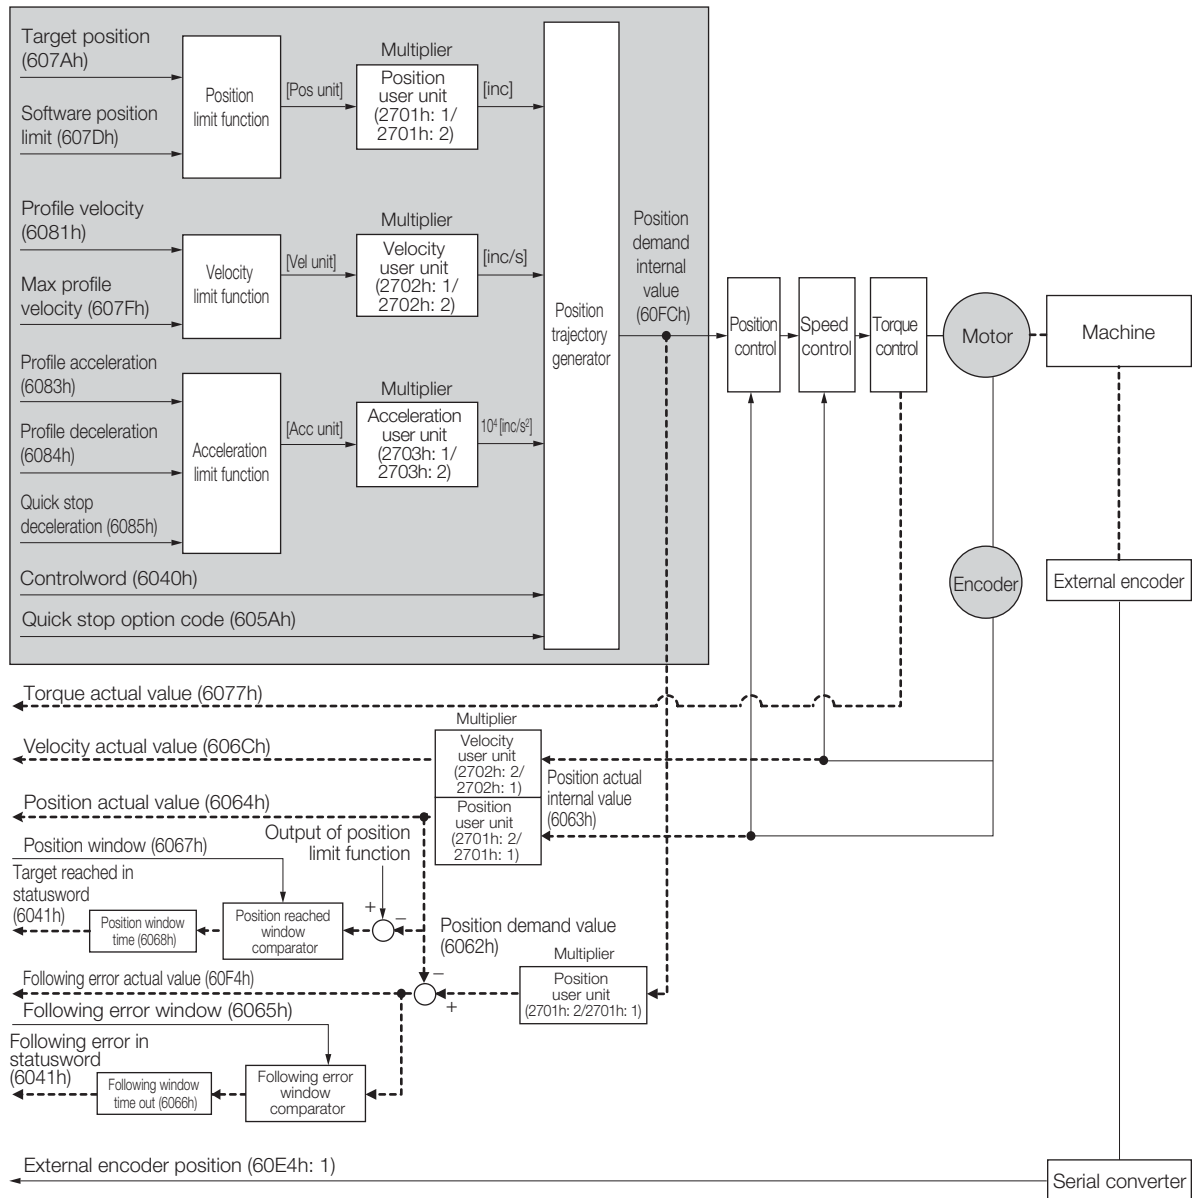 Target position
(607Ah)
Software position
limit (607Dh)
Position
limit function
[Pos unit]
Multiplier
Position
user unit
(2701h: 1/
2701h: 2)
[inc]
Profile velocity
(6081h)
Max profile
velocity (607Fh)
Velocity
limit function
[Vel unit]
Multiplier
Velocity
user unit
(2702h: 1/
2702h: 2)
[inc/s]
Profile acceleration
(6083h)
Profile deceleration
(6084h)
Quick stop
deceleration (6085h)
Acceleration
limit function
[Acc unit]
Multiplier
Acceleration
user unit
(2703h: 1/
2703h: 2)
10⁴ [inc/s²]
Controlword (6040h)
Quick stop option code (605Ah)
Position
trajectory
generator
Position
demand
internal
value
(60FCh)
Position
control
Speed
control
Torque
control
Motor
Machine
Encoder
External encoder
Torque actual value (6077h)
Velocity actual value (606Ch)
Multiplier
Velocity
user unit
(2702h: 2/
2702h: 1)
Position actual
internal value
(6063h)
Position actual value (6064h)
Position
user unit
(2701h: 2/
2701h: 1)
Output of position
limit function
Position window (6067h)
Target reached in
statusword
(6041h)
Position window
time (6068h)
Position reached
window
comparator
+
−
Position demand value
(6062h)
Multiplier
Position
user unit
(2701h: 2/2701h: 1)
−
+
Following error actual value (60F4h)
Following error window (6065h)
Following error in
statusword
(6041h)
Following window
time out (6066h)
Following error
window
comparator
External encoder position (60E4h: 1)
Serial converter